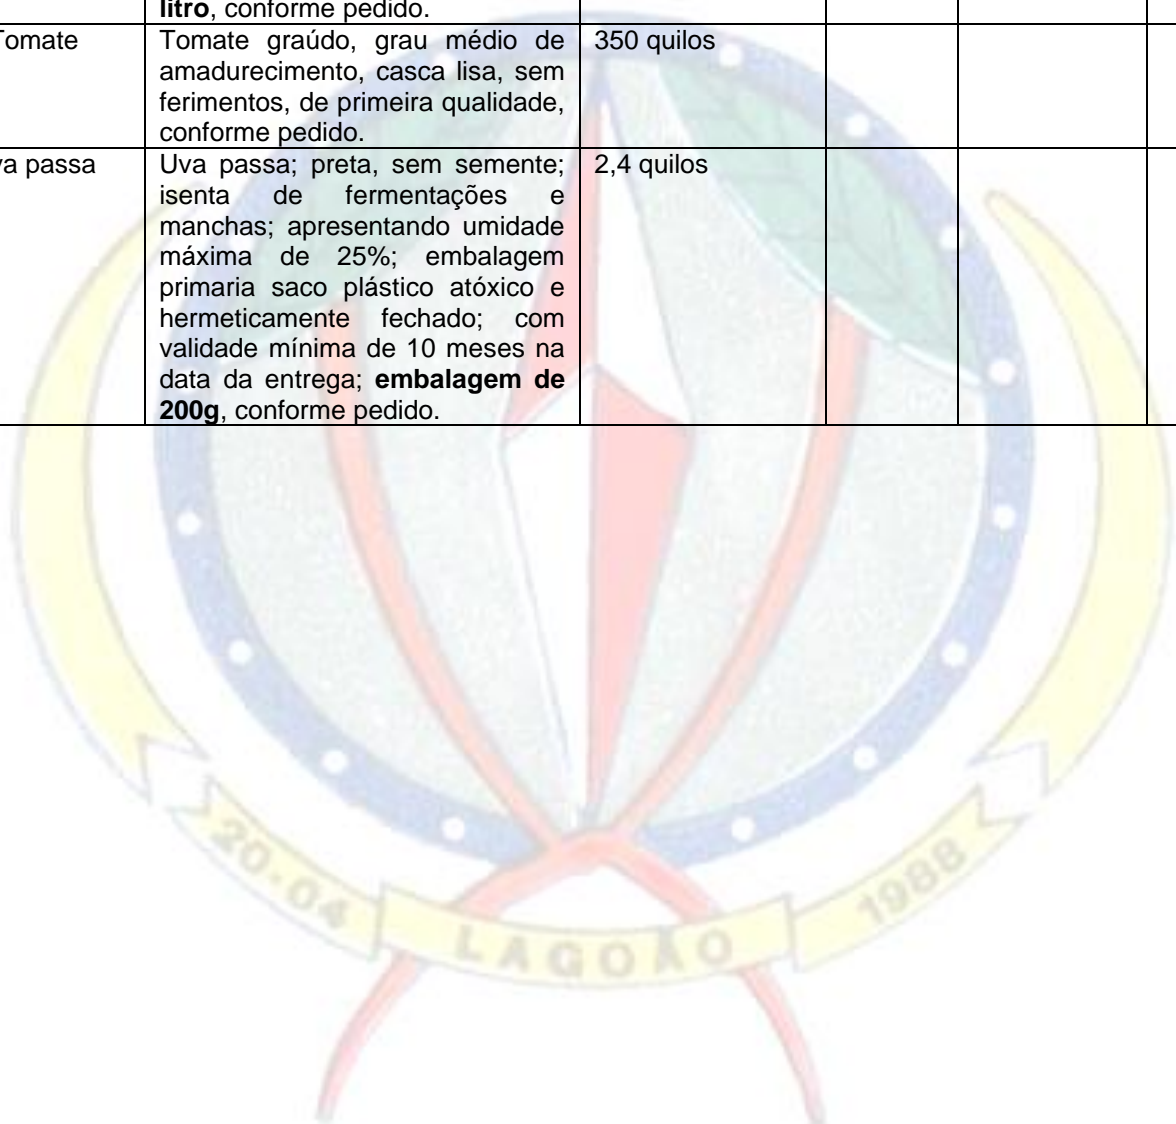 litro, conforme pedido.
Tomate
Tomate graúdo, grau médio de
amadurecimento, casca lisa, sem
ferimentos, de primeira qualidade,
conforme pedido.
350 quilos
va passa
Uva passa; preta, sem semente;
isenta de fermentações e
manchas; apresentando umidade
máxima de 25%; embalagem
primaria saco plástico atóxico e
hermeticamente fechado; com
validade mínima de 10 meses na
data da entrega; embalagem de
200g, conforme pedido.
2,4 quilos
20-04
LAGOÃO
1988